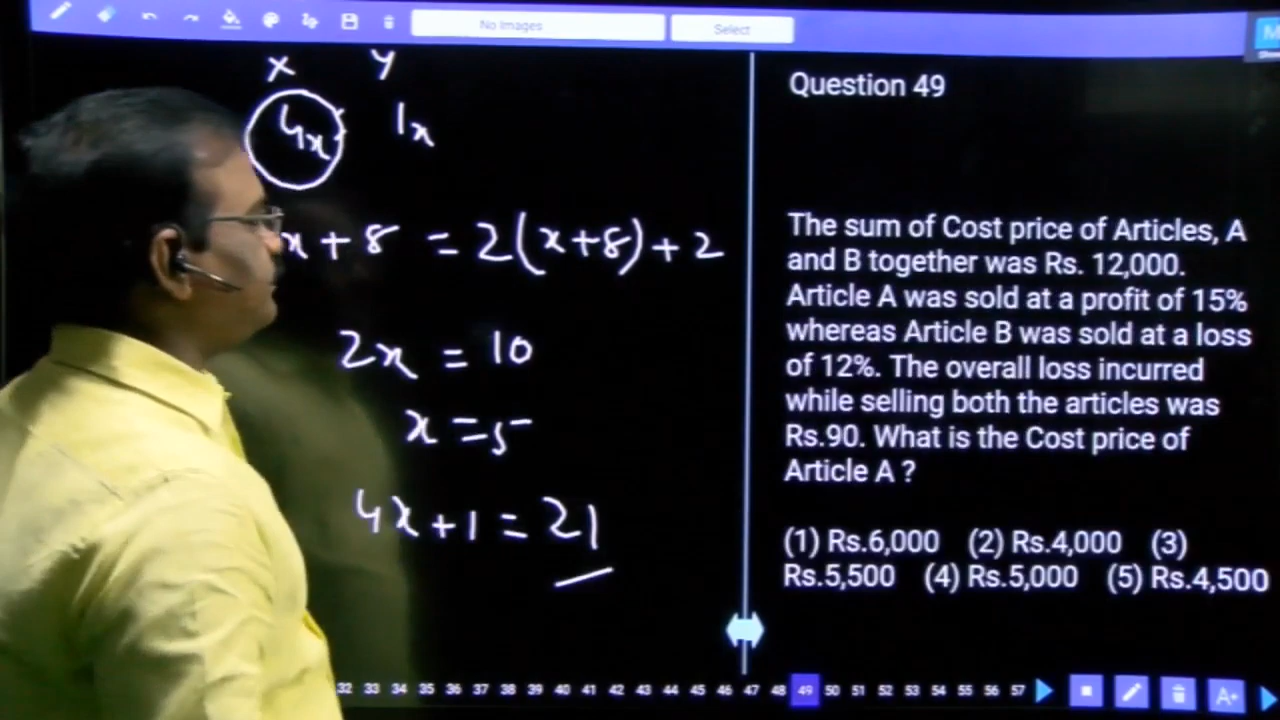 No Images
Select
x y
4x 1x
x + 8 = 2(x+8) + 2
2x = 10
x = 5
4x + 1 = 21
Question 49
The sum of Cost price of Articles, A
and B together was Rs. 12,000.
Article A was sold at a profit of 15%
whereas Article B was sold at a loss
of 12%. The overall loss incurred
while selling both the articles was
Rs.90. What is the Cost price of
Article A ?
(1) Rs.6,000 (2) Rs.4,000 (3)
Rs.5,500 (4) Rs.5,000 (5) Rs.4,500
32 33 34 35 36 37 38 39 40 41 42 43 44 45 46 47 48 49 50 51 52 53 54 55 56 57
A+